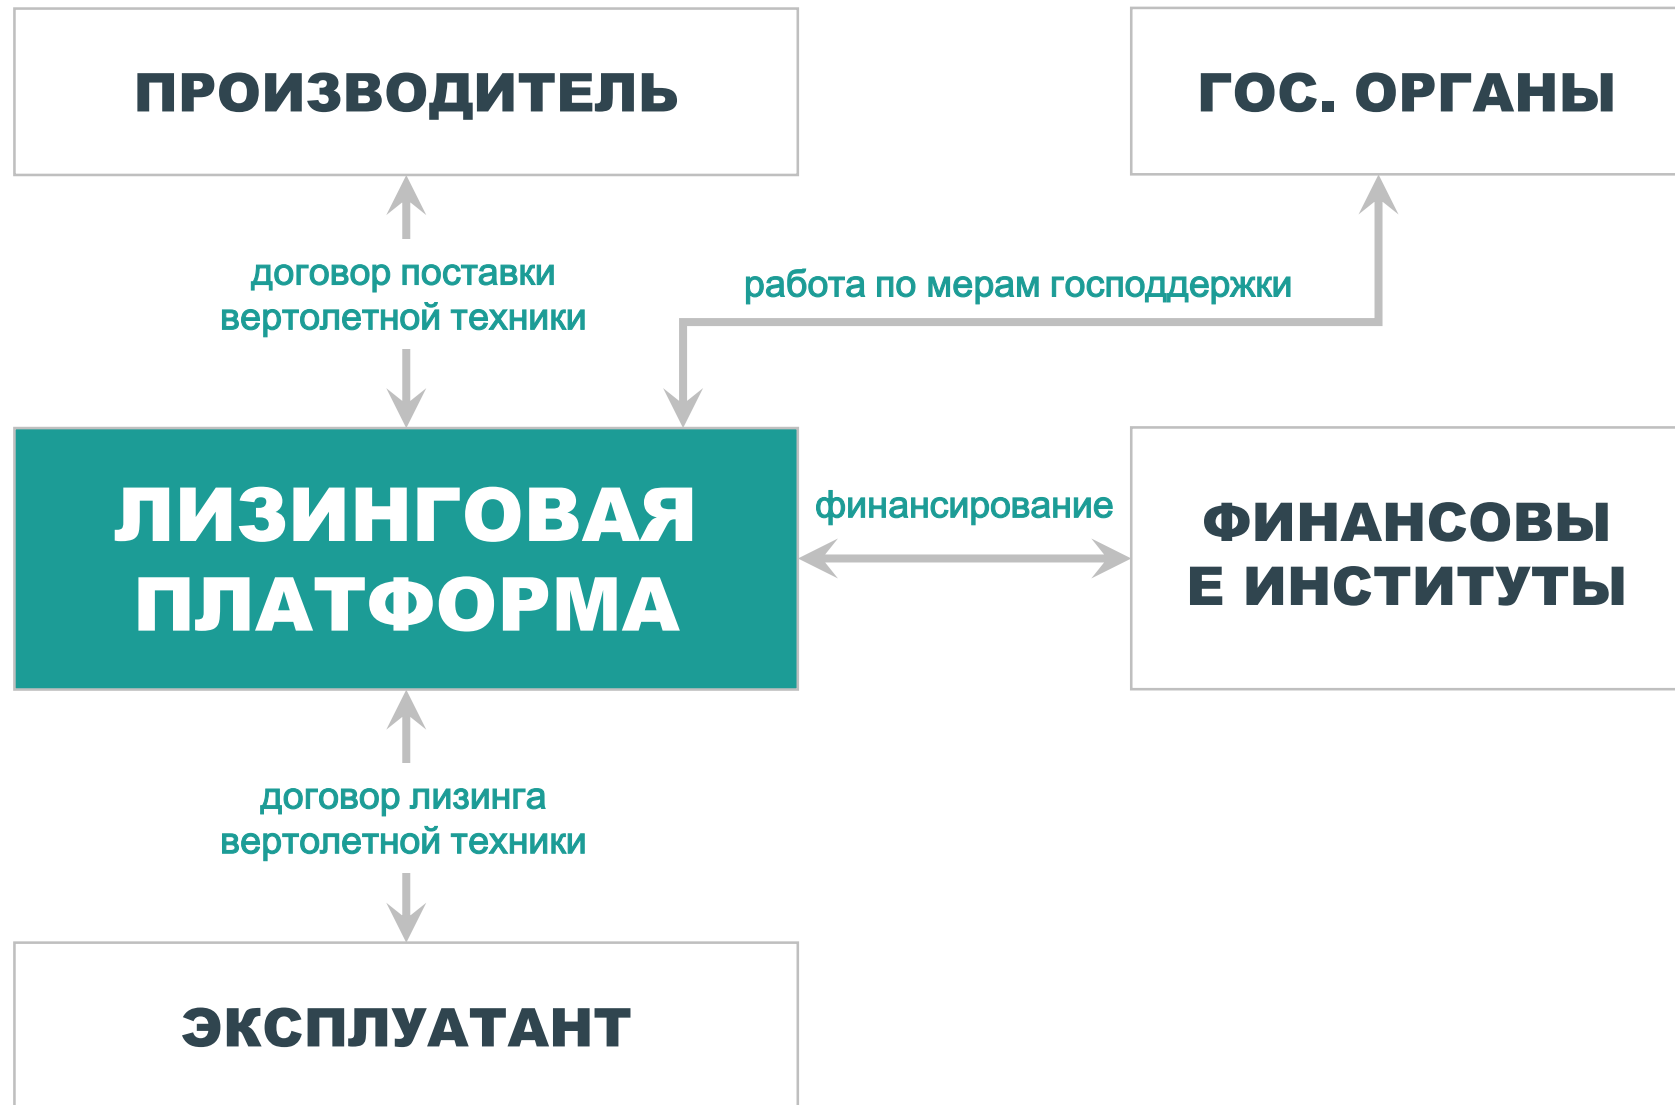 ПРОИЗВОДИТЕЛЬ
ГОС. ОРГАНЫ
договор поставки
вертолетной техники
работа по мерам господдержки
ЛИЗИНГОВАЯ
ПЛАТФОРМА
финансирование
ФИНАНСОВЫ
Е ИНСТИТУТЫ
договор лизинга
вертолетной техники
ЭКСПЛУАТАНТ